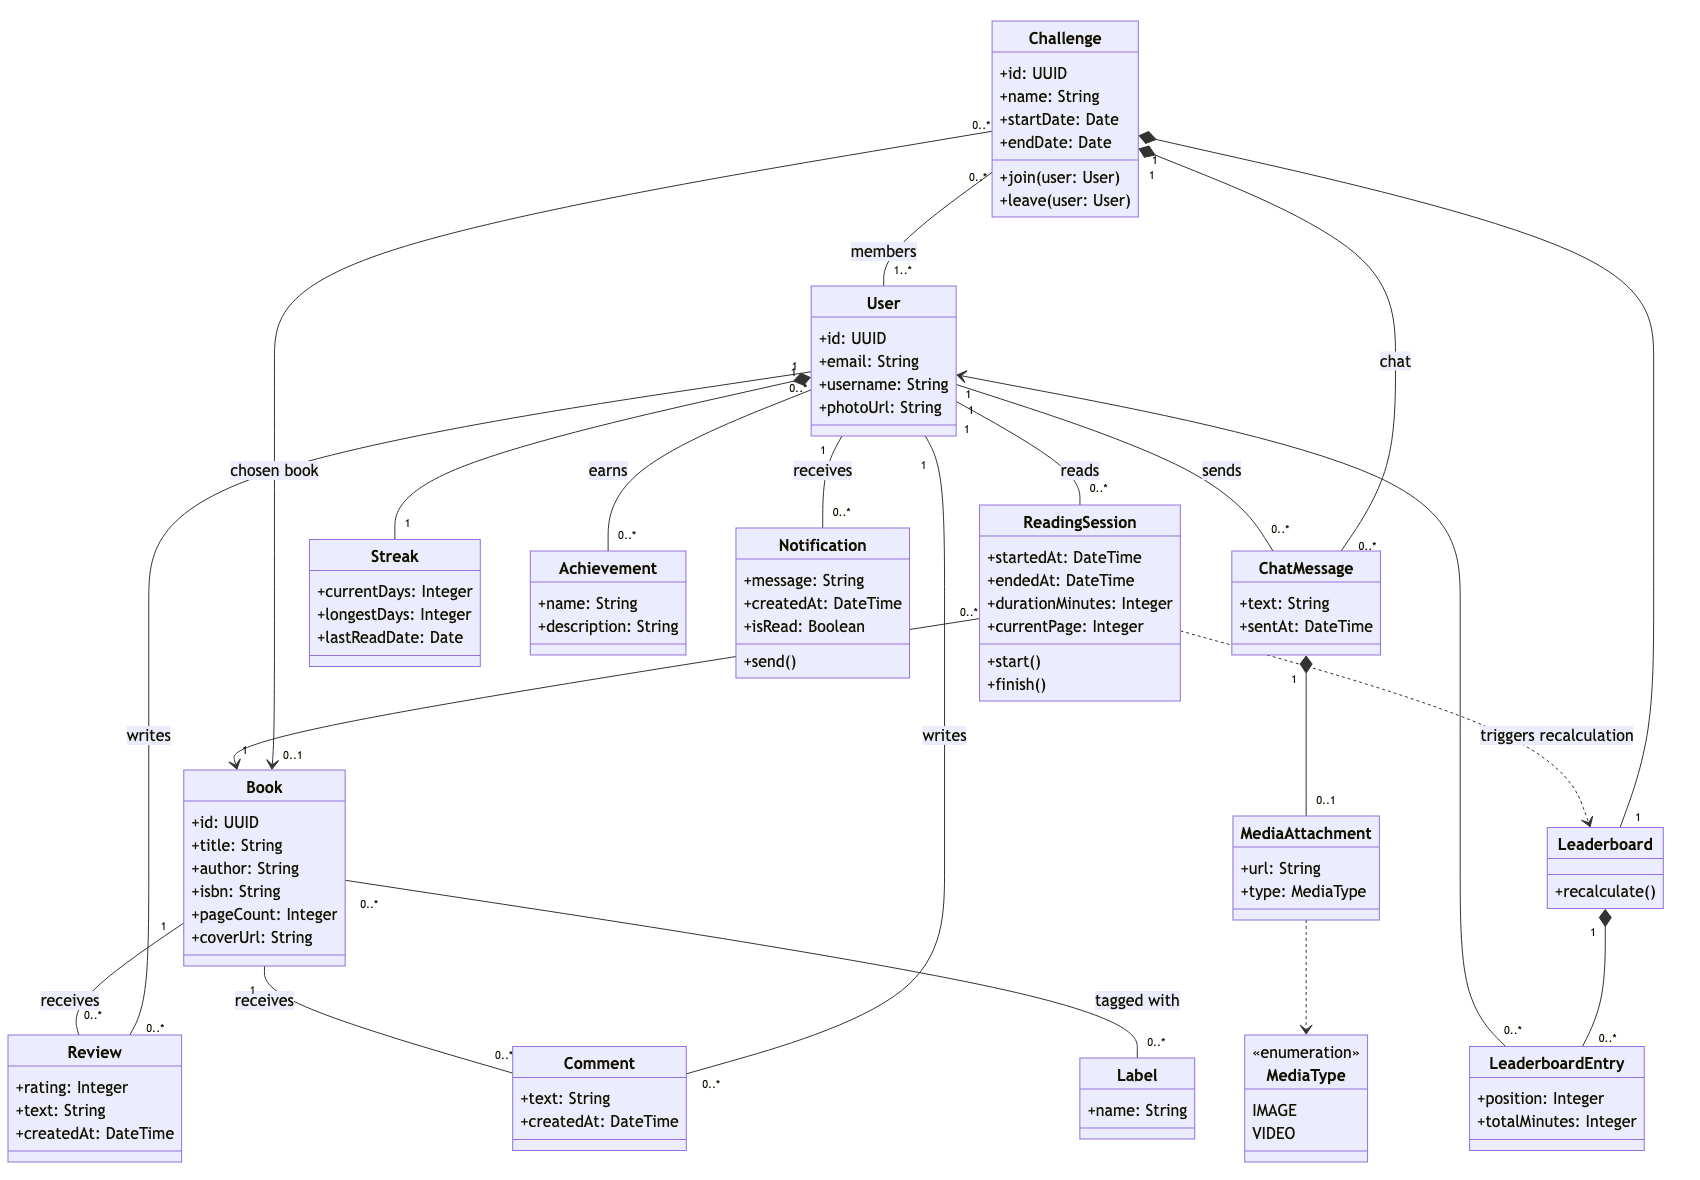 Challenge
+id: UUID
+name: String
+startDate: Date
+endDate: Date
+join(user: User)
+leave(user: User)
0..*
0..*
1
1
members
1..*
User
+id: UUID
+email: String
+username: String
+photoUrl: String
1
1
0..*
1
1
1
1
1
chat
chosen book
earns
receives
reads
sends
1
0..*
0..*
0..*
0..*
0..*
Streak
+currentDays: Integer
+longestDays: Integer
+lastReadDate: Date
Achievement
+name: String
+description: String
Notification
+message: String
+createdAt: DateTime
+isRead: Boolean
+send()
ReadingSession
+startedAt: DateTime
+endedAt: DateTime
+durationMinutes: Integer
+currentPage: Integer
+start()
+finish()
0..*
ChatMessage
+text: String
+sentAt: DateTime
1
writes
writes
triggers recalculation
1
0..1
0..1
1
Book
+id: UUID
+title: String
+author: String
+isbn: String
+pageCount: Integer
+coverUrl: String
MediaAttachment
+url: String
+type: MediaType
Leaderboard
+recalculate()
1
0..*
1
1
receives
receives
tagged with
0..*
0..*
0..*
0..*
0..*
0..*
0..*
Review
+rating: Integer
+text: String
+createdAt: DateTime
Comment
+text: String
+createdAt: DateTime
Label
+name: String
«enumeration»
MediaType
IMAGE
VIDEO
LeaderboardEntry
+position: Integer
+totalMinutes: Integer